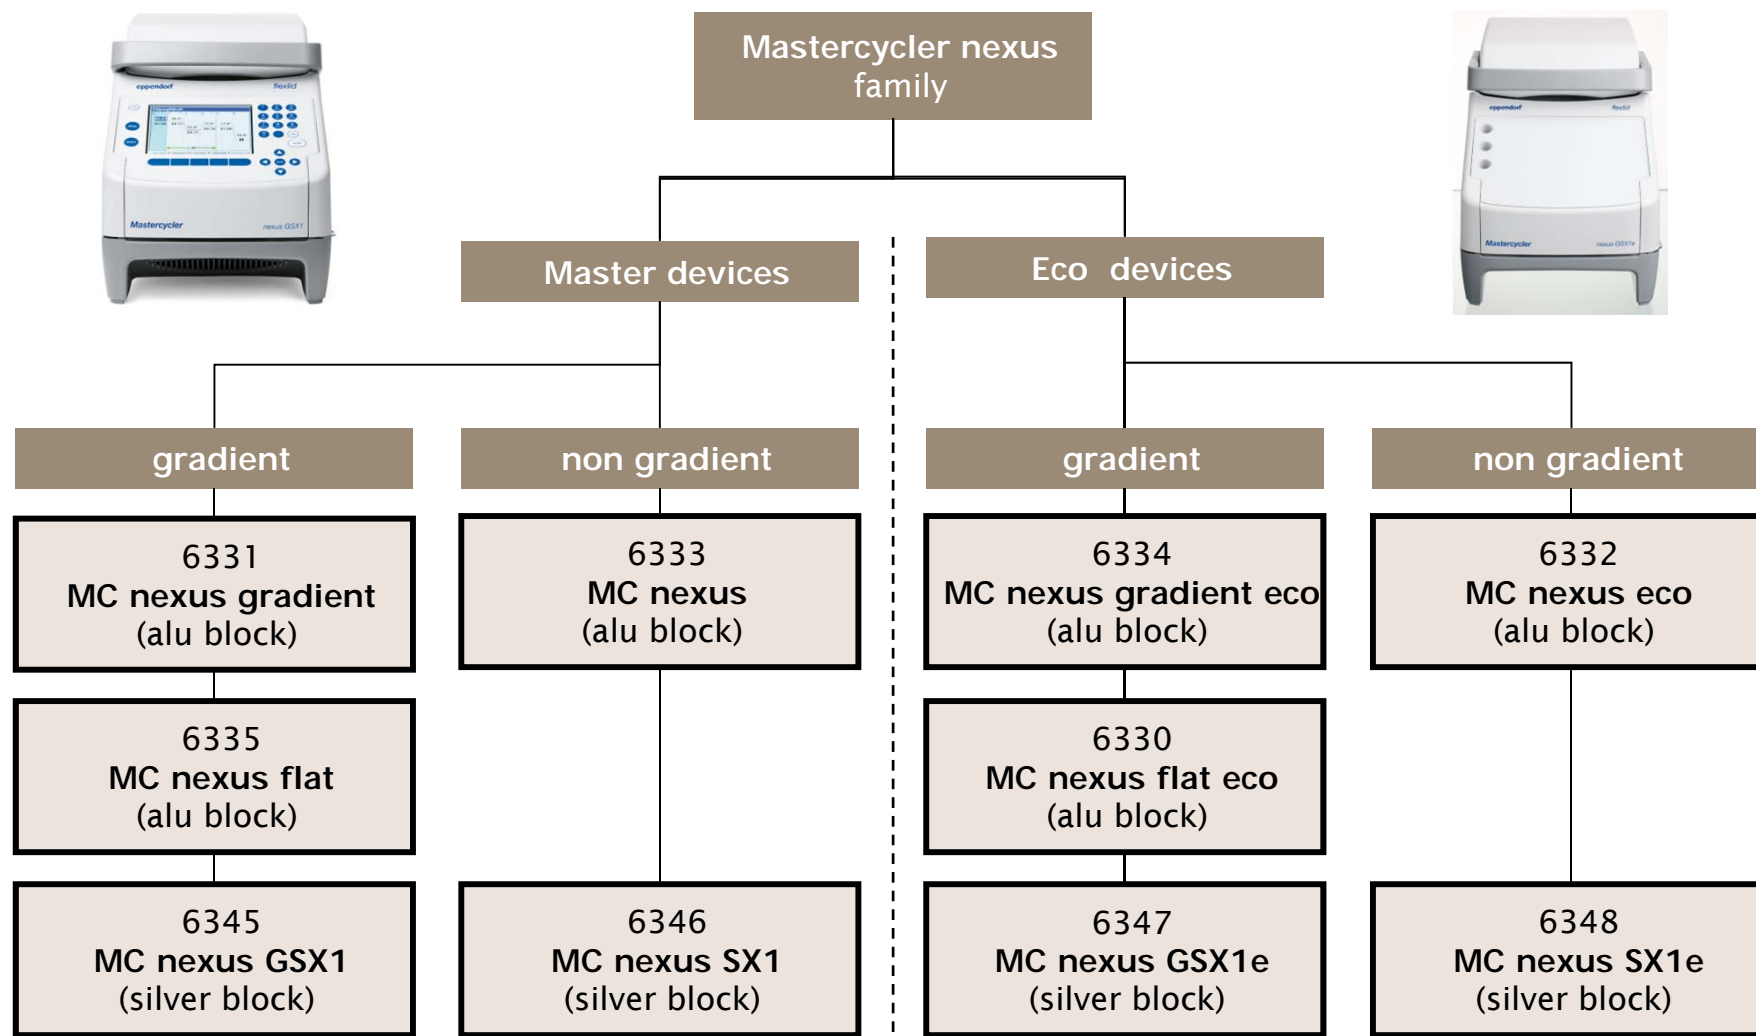 Mastercycler nexus
family
eppendorf
flexlid
Mastercycler
nexus GSX1
eppendorf
flexlid
Mastercycler
nexus GSX1e
Master devices
Eco devices
gradient
non gradient
gradient
non gradient
6331
MC nexus gradient
(alu block)
6333
MC nexus
(alu block)
6334
MC nexus gradient eco
(alu block)
6332
MC nexus eco
(alu block)
6335
MC nexus flat
(alu block)
6330
MC nexus flat eco
(alu block)
6345
MC nexus GSX1
(silver block)
6346
MC nexus SX1
(silver block)
6347
MC nexus GSX1e
(silver block)
6348
MC nexus SX1e
(silver block)